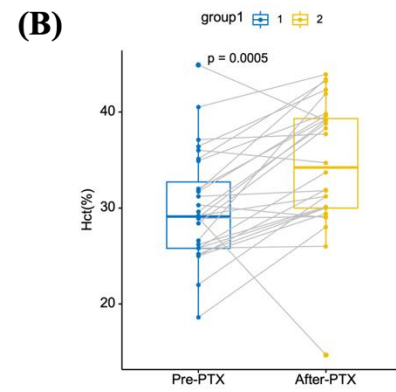 (B)
group1 1 2
p = 0.0005
Hct(%)
40
30
20
Pre-PTX After-PTX